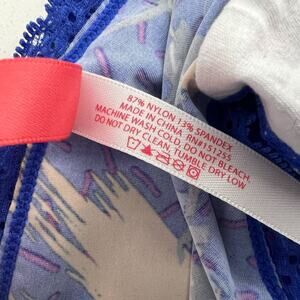 87% NYLON 13% SPANDEX
MADE IN CHINA RN#151255
MACHINE WASH COLD, DO NOT BLEACH,
DO NOT DRY CLEAN, TUMBLE DRY LOW